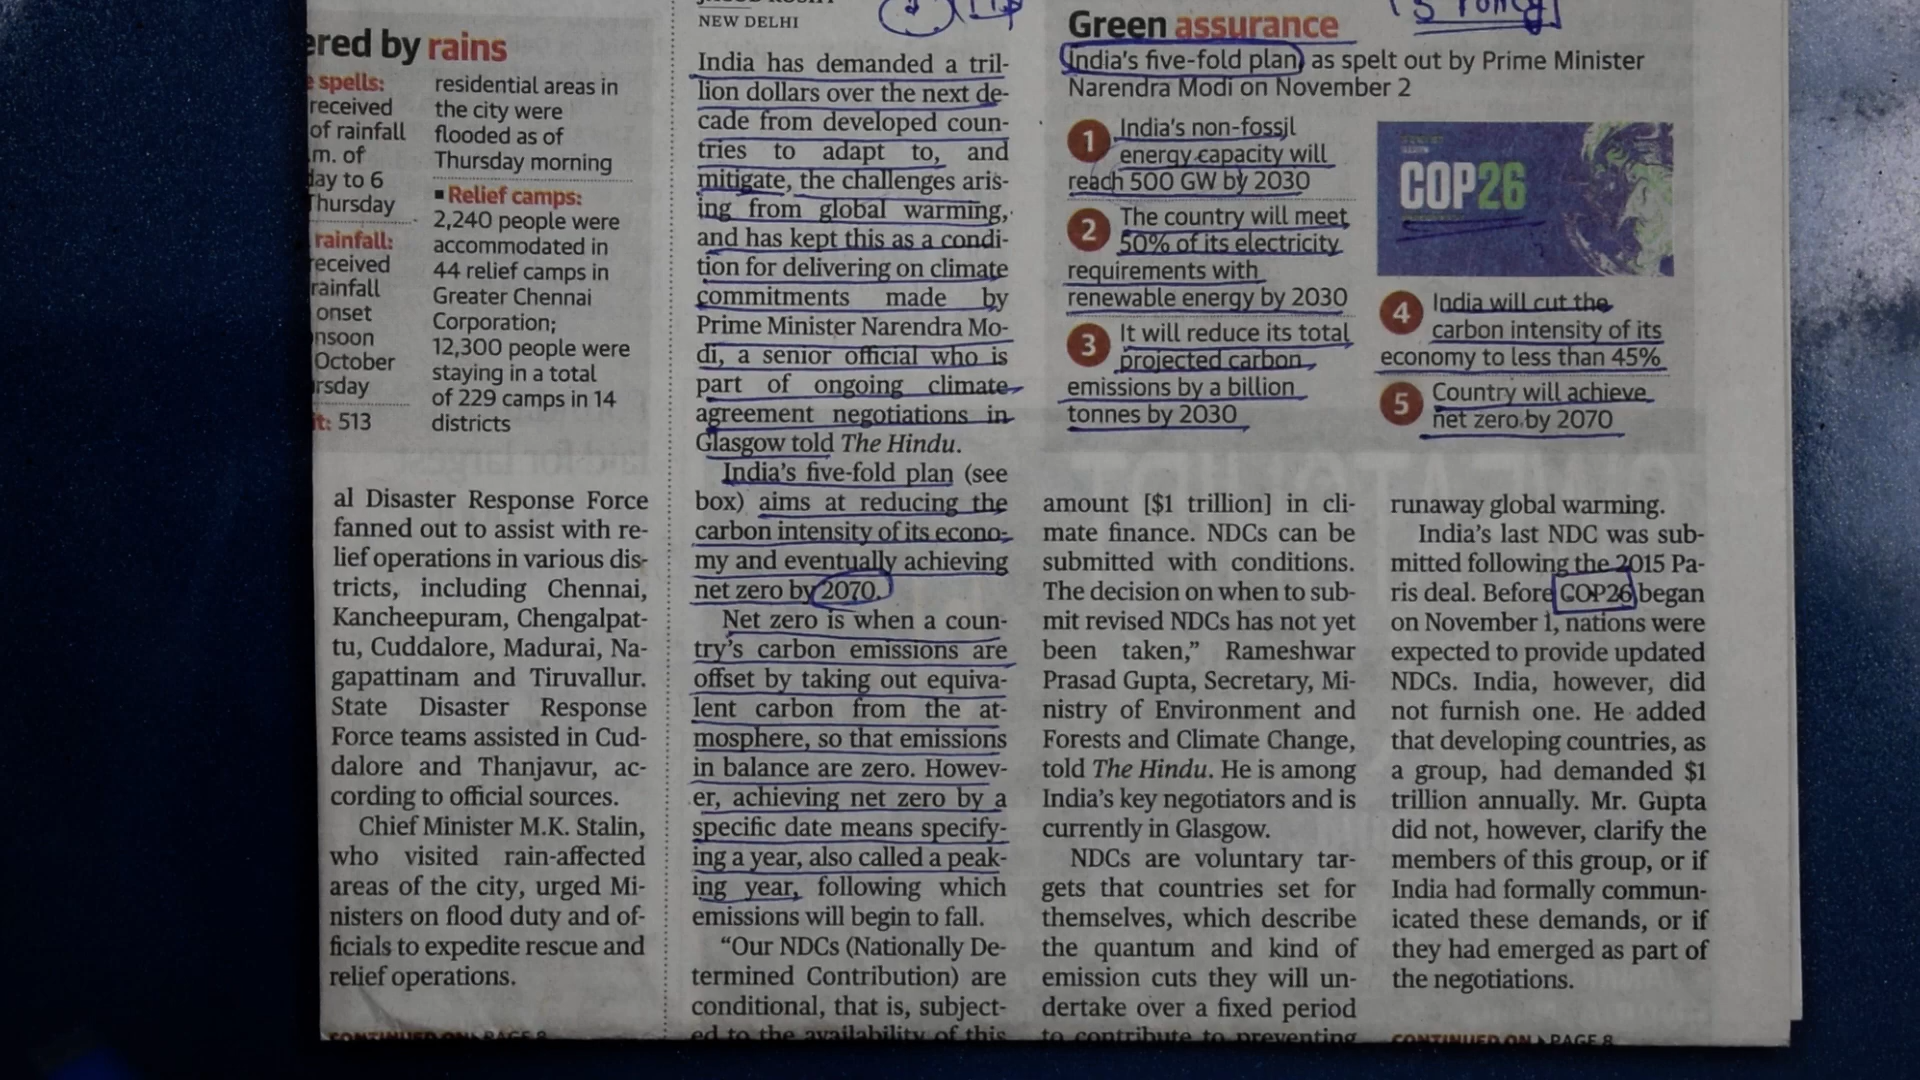 ered by rains
e spells:
received
of rainfall
.m. of
day to 6
Thursday
rainfall:
received
rainfall
onset
nsoon
October
rsday
it: 513
residential areas in
the city were
flooded as of
Thursday morning
▪ Relief camps:
2,240 people were
accommodated in
44 relief camps in
Greater Chennai
Corporation;
12,300 people were
staying in a total
of 229 camps in 14
districts
al Disaster Response Force
fanned out to assist with re-
lief operations in various dis-
tricts, including Chennai,
Kancheepuram, Chengalpat-
tu, Cuddalore, Madurai, Na-
gapattinam and Tiruvallur.
State Disaster Response
Force teams assisted in Cud-
dalore and Thanjavur, ac-
cording to official sources.
Chief Minister M.K. Stalin,
who visited rain-affected
areas of the city, urged Mi-
nisters on flood duty and of-
ficials to expedite rescue and
relief operations.
CONTINUED ON PAGE 8
NEW DELHI
India has demanded a tril-
lion dollars over the next de-
cade from developed coun-
tries to adapt to, and
mitigate, the challenges aris-
ing from global warming,
and has kept this as a condi-
tion for delivering on climate
commitments made by
Prime Minister Narendra Mo-
di, a senior official who is
part of ongoing climate
agreement negotiations in
Glasgow told The Hindu.
India's five-fold plan (see
box) aims at reducing the
carbon intensity of its econo-
my and eventually achieving
net zero by 2070.
Net zero is when a coun-
try's carbon emissions are
offset by taking out equiva-
lent carbon from the at-
mosphere, so that emissions
in balance are zero. Howev-
er, achieving net zero by a
specific date means specify-
ing a year, also called a peak-
ing year, following which
emissions will begin to fall.
“Our NDCs (Nationally De-
termined Contribution) are
conditional, that is, subject-
ed to the availability of this
Green assurance
India's five-fold plan, as spelt out by Prime Minister
Narendra Modi on November 2
1 India's non-fossil
energy capacity will
reach 500 GW by 2030
2 The country will meet
50% of its electricity
requirements with
renewable energy by 2030
3 It will reduce its total
projected carbon
emissions by a billion
tonnes by 2030
COP26
4 India will cut the
carbon intensity of its
economy to less than 45%
5 Country will achieve
net zero by 2070
amount [$1 trillion] in cli-
mate finance. NDCs can be
submitted with conditions.
The decision on when to sub-
mit revised NDCs has not yet
been taken,” Rameshwar
Prasad Gupta, Secretary, Mi-
nistry of Environment and
Forests and Climate Change,
told The Hindu. He is among
India's key negotiators and is
currently in Glasgow.
NDCs are voluntary tar-
gets that countries set for
themselves, which describe
the quantum and kind of
emission cuts they will un-
dertake over a fixed period
to contribute to preventing
runaway global warming.
India's last NDC was sub-
mitted following the 2015 Pa-
ris deal. Before COP26 began
on November 1, nations were
expected to provide updated
NDCs. India, however, did
not furnish one. He added
that developing countries, as
a group, had demanded $1
trillion annually. Mr. Gupta
did not, however, clarify the
members of this group, or if
India had formally commun-
icated these demands, or if
they had emerged as part of
the negotiations.
CONTINUED ON PAGE 8